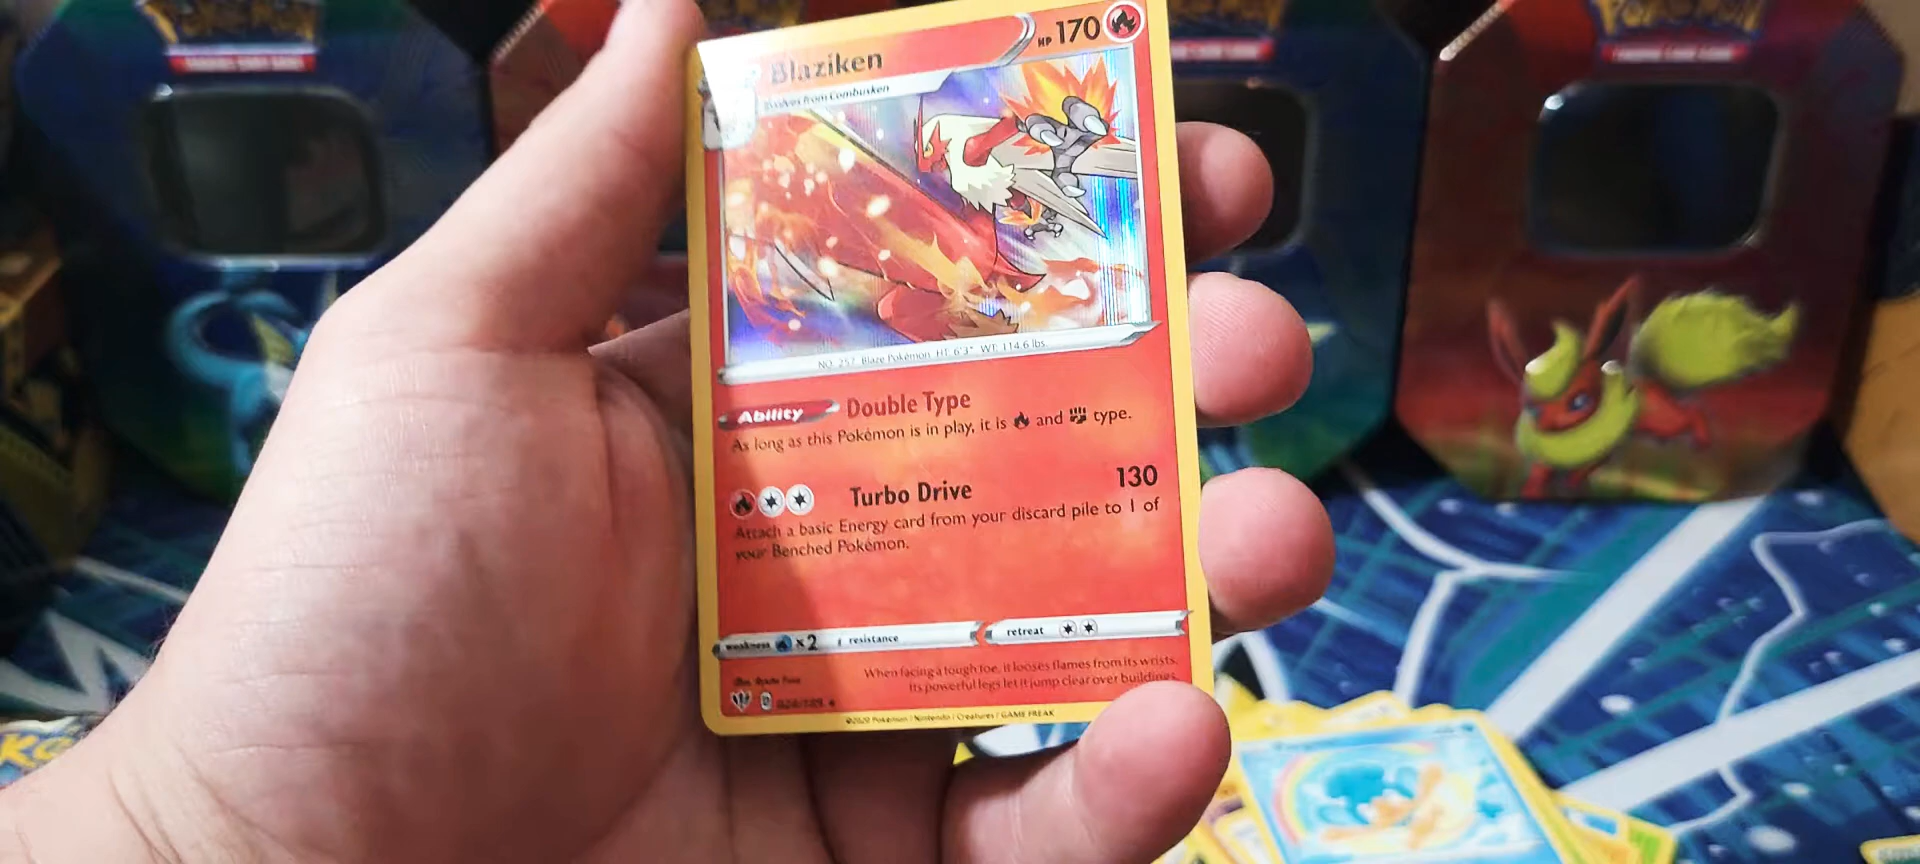 POKéMON
POKéMON
Blaziken
HP 170
Evolves from Combusken
NO. 257 Blaze Pokémon HT: 6'3" WT: 114.6 lbs.
Ability Double Type
As long as this Pokémon is in play, it is and type.
Turbo Drive 130
Attach a basic Energy card from your discard pile to 1 of
your Benched Pokémon.
weakness ×2 resistance retreat
When facing a tough foe, it looses flames from its wrists.
Its powerful legs let it jump clear over buildings.
©2020 Pokémon / Nintendo / Creatures / GAME FREAK